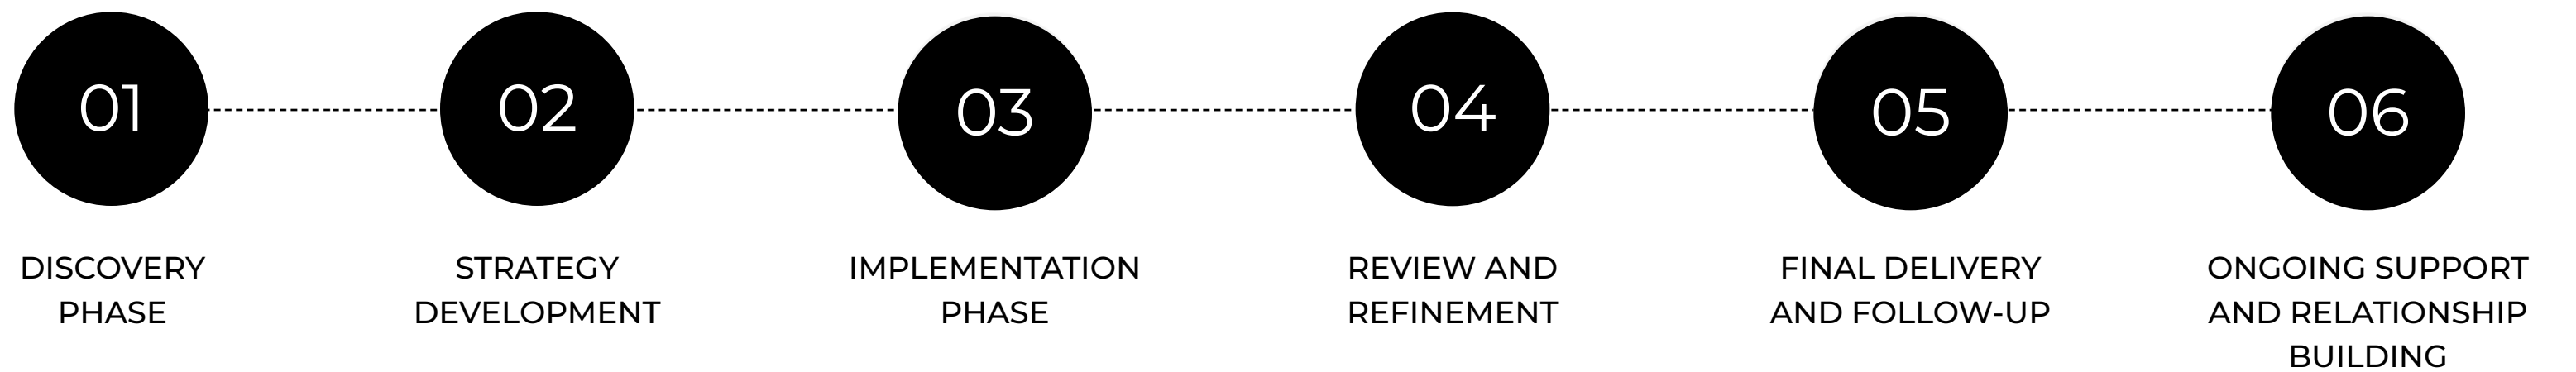 01
02
03
04
05
06
DISCOVERY
PHASE
STRATEGY
DEVELOPMENT
IMPLEMENTATION
PHASE
REVIEW AND
REFINEMENT
FINAL DELIVERY
AND FOLLOW-UP
ONGOING SUPPORT
AND RELATIONSHIP
BUILDING